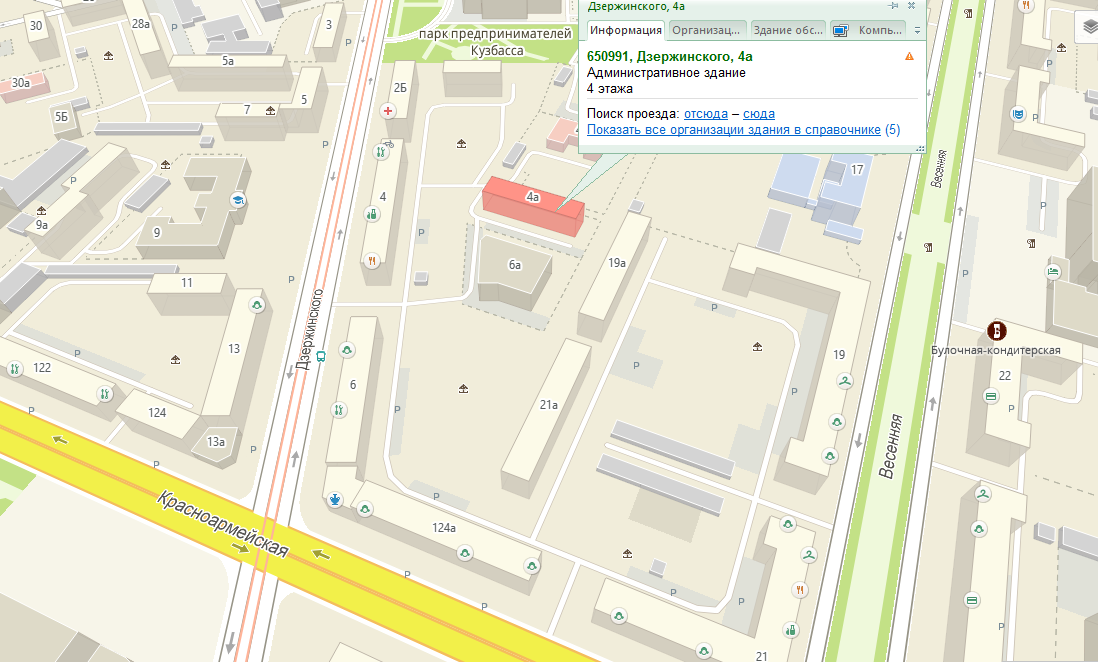 Дзержинского, 4а
Информация
Организац...
Здание обс...
Компь...
650991, Дзержинского, 4а
Административное здание
4 этажа
Поиск проезда: отсюда – сюда
Показать все организации здания в справочнике (5)
парк предпринимателей
Кузбасса
30
28а
3
P
5а
30а
2Б
5
7
5Б
P
4
4а
17
Весенняя
9а
9
P
P
6а
19а
P
11
P
P
13
Дзержинского
P
P
Булочная-кондитерская
122
P
6
19
P
22
P
124
21а
P
P
13а
P
Весенняя
P
P
Красноармейская
124а
P
P
P
P
P
21